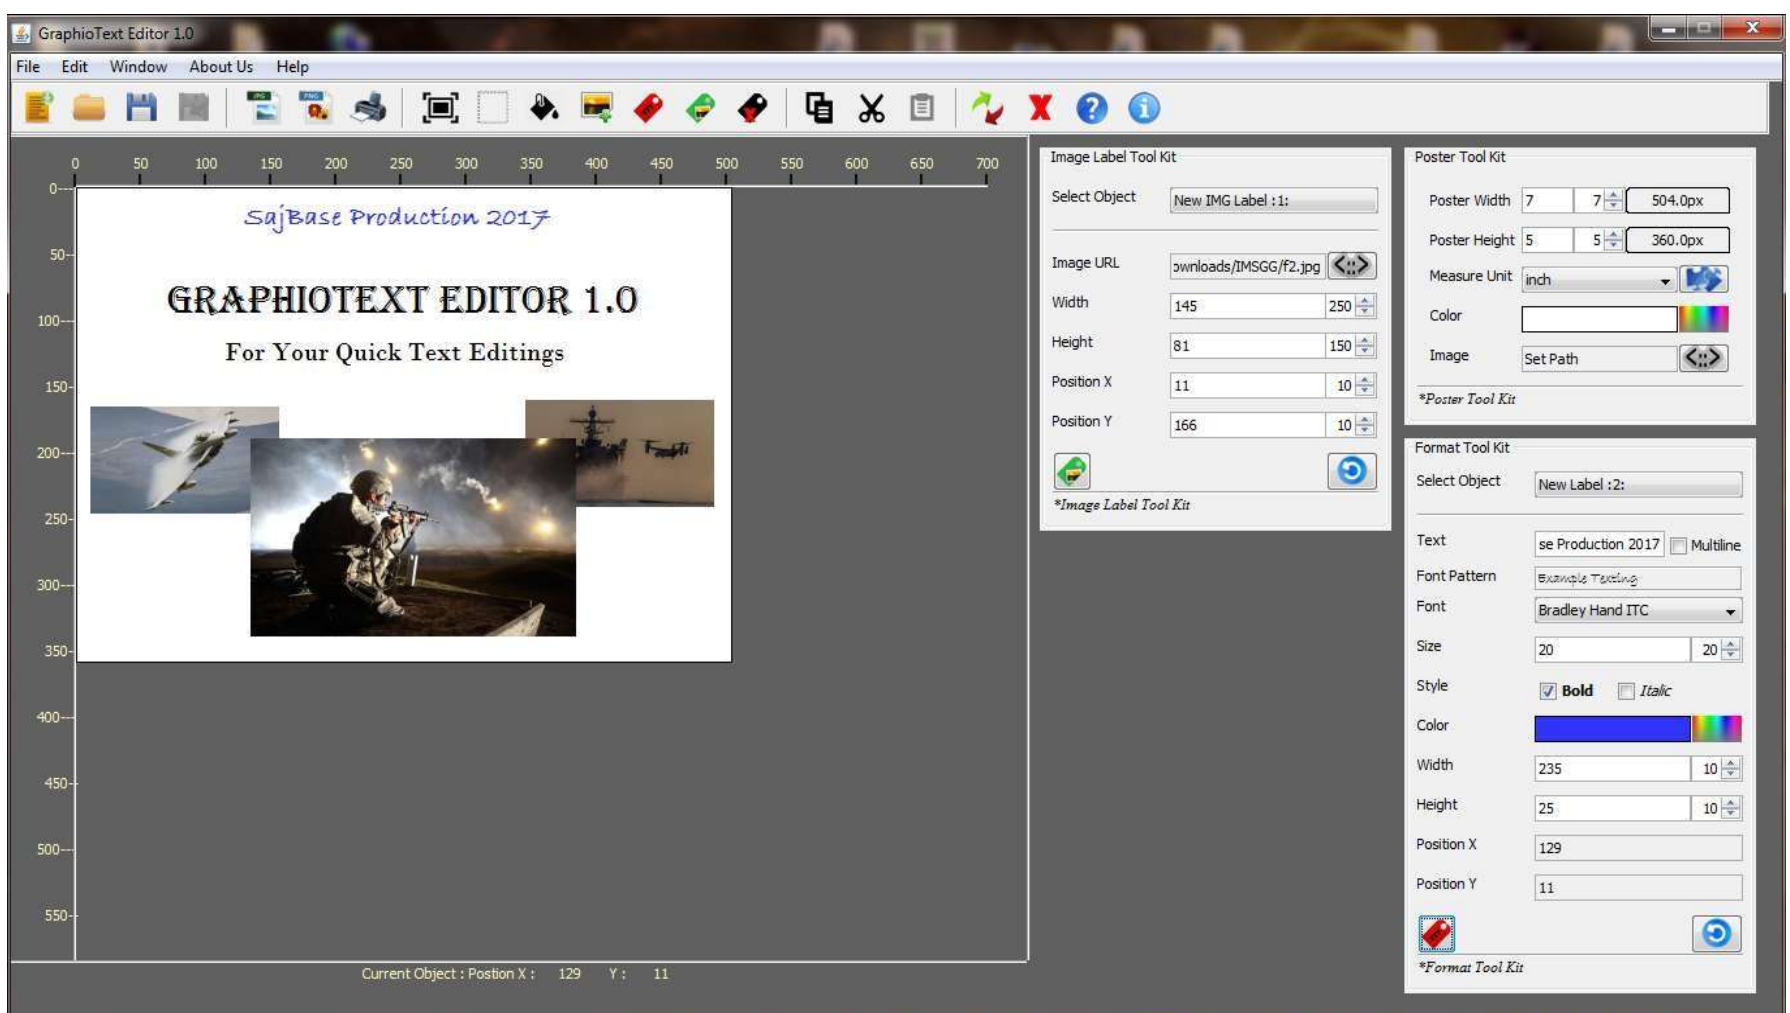 GraphioText Editor 1.0
File Edit Window About Us Help
0 50 100 150 200 250 300 350 400 450 500 550 600 650 700
0---
50--
100---
150-
200---
250-
300---
350-
400---
450-
500---
550-
SajBase Production 2017
GRAPHIOTEXT EDITOR 1.0
For Your Quick Text Editings
Current Object : Postion X : 129 Y : 11
Image Label Tool Kit
Select Object New IMG Label :1:
Image URL ownloads/IMSGG/f2.jpg <::>
Width 145 250
Height 81 150
Position X 11 10
Position Y 166 10
*Image Label Tool Kit
Poster Tool Kit
Poster Width 7 7 504.0px
Poster Height 5 5 360.0px
Measure Unit inch
Color
Image Set Path <::>
*Poster Tool Kit
Format Tool Kit
Select Object New Label :2:
Text se Production 2017 Multiline
Font Pattern Example Texting
Font Bradley Hand ITC
Size 20 20
Style Bold Italic
Color
Width 235 10
Height 25 10
Position X 129
Position Y 11
*Format Tool Kit